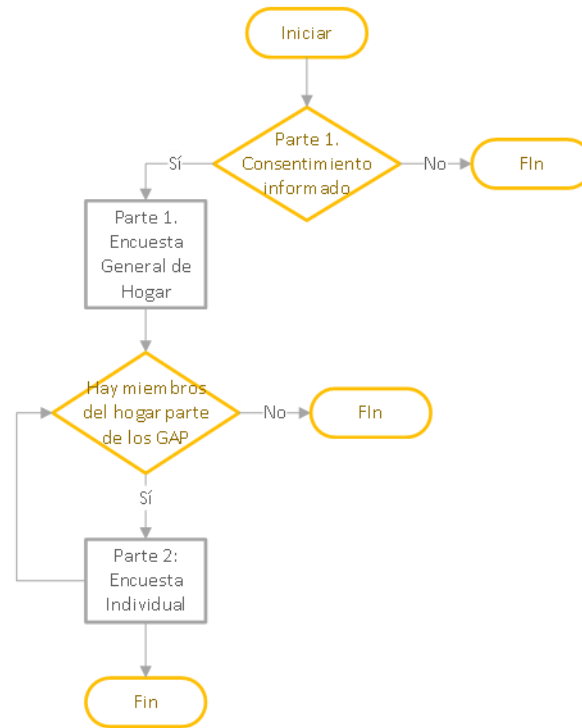 Iniciar
Parte 1.
Consentimiento
informado
Sí
No
FIn
Parte 1.
Encuesta
General de
Hogar
Hay miembros
del hogar parte
de los GAP
No
FIn
Sí
Parte 2:
Encuesta
Individual
Fin